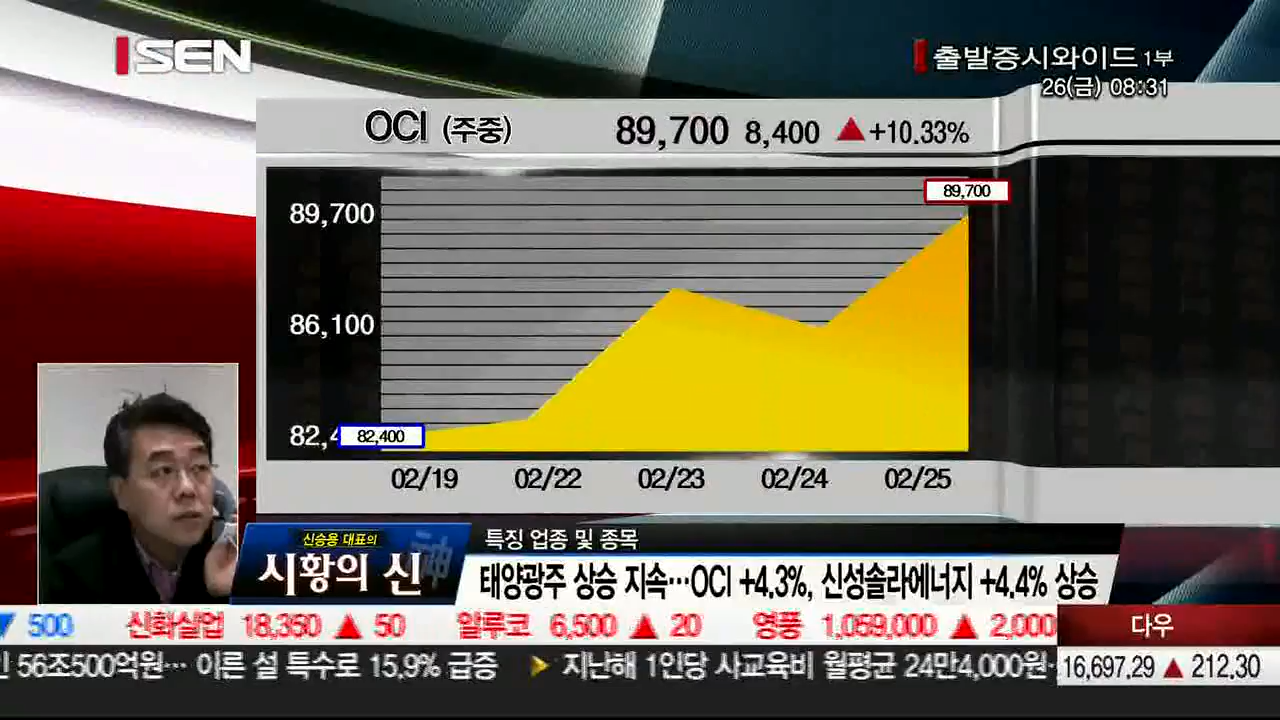 SEN
출발증시와이드 1부
26(금) 08:31
OCI (주중) 89,700 8,400 ▲+10.33%
89,700
89,700
86,100
82,4
82,400
02/19 02/22 02/23 02/24 02/25
신승용 대표의
시황의 신
神
특징 업종 및 종목
태양광주 상승 지속…OCI +4.3%, 신성솔라에너지 +4.4% 상승
▼ 500 신화실업 18,350 ▲ 50 알루코 6,500 ▲ 20 영풍 1,059,000 ▲ 2,000
다우
56조500억원… 이른 설 특수로 15.9% 급증 ▶ 지난해 1인당 사교육비 월평균 24만4,000원
16,697.29 ▲ 212.30